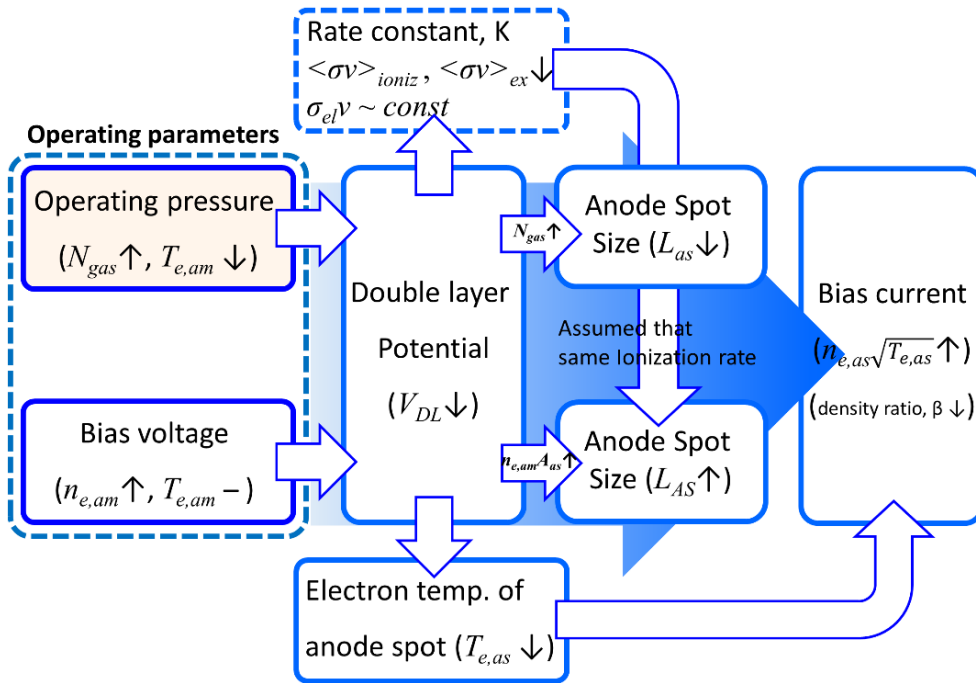 Rate constant, K
<σv>ioniz, <σv>ex↓
σelv ~ const
Operating parameters
Operating pressure
(Ngas↑, Te,am ↓)
Bias voltage
(ne,am↑, Te,am −)
Double layer
Potential
(VDL↓)
Ngas↑
ne,amAas↑
Anode Spot
Size (Las↓)
Assumed that
same Ionization rate
Anode Spot
Size (LAS↑)
Bias current
(ne,as√Te,as↑)
(density ratio, β ↓)
Electron temp. of
anode spot (Te,as ↓)